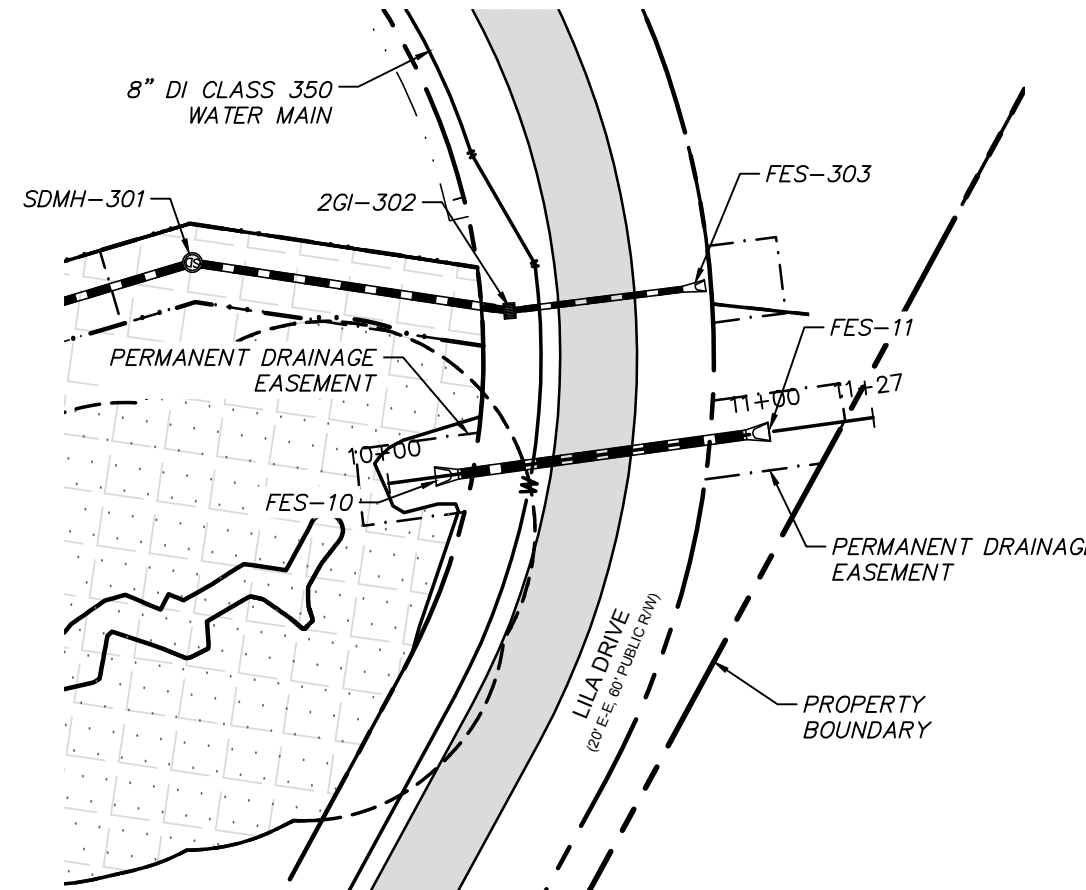 8" DI CLASS 350
WATER MAIN
FES-303
SDMH-301
2GI-302
DS
FES-11
PERMANENT DRAINAGE
EASEMENT
11+00
11+27
10+00
FES-10
PERMANENT DRAINAG
EASEMENT
LILA DRIVE
(20' E-E, 60' PUBLIC R/W)
PROPERTY
BOUNDARY